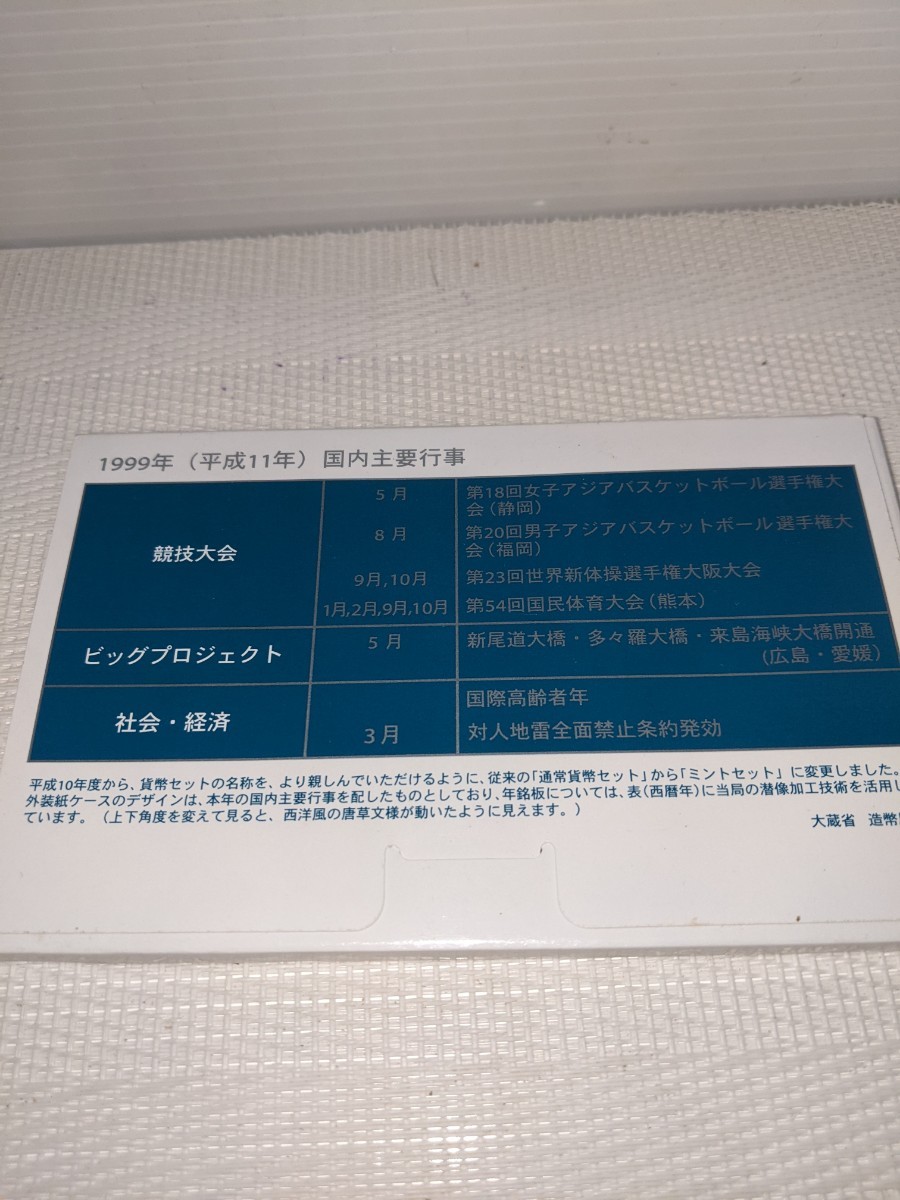 1999年（平成11年）国内主要行事
競技大会
5 月
第18回女子アジアバスケットボール選手権大
会（静岡）
8 月
第20回男子アジアバスケットボール選手権大
会（福岡）
9月,10月
第23回世界新体操選手権大阪大会
1月,2月,9月,10月
第54回国民体育大会（熊本）
ビッグプロジェクト
5 月
新尾道大橋・多々羅大橋・来島海峡大橋開通
（広島・愛媛）
社会・経済
国際高齢者年
3月
対人地雷全面禁止条約発効
平成10年度から、貨幣セットの名称を、より親しんでいただけるように、従来の「通常貨幣セット」から「ミントセット」に変更しました。
外装紙ケースのデザインは、本年の国内主要行事を配したものとしており、年銘板については、表（西暦年）に当局の潜像加工技術を活用し
ています。（上下角度を変えて見ると、西洋風の唐草文様が動いたように見えます。）
大蔵省 造幣